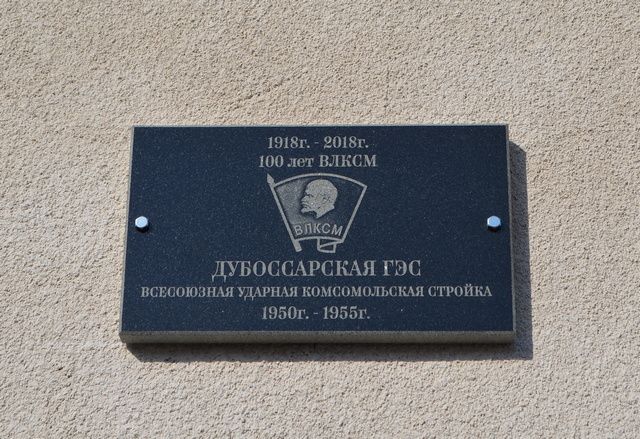 1918г. - 2018г.
100 лет ВЛКСМ
ВЛКСМ
ДУБОССАРСКАЯ ГЭС
ВСЕСОЮЗНАЯ УДАРНАЯ КОМСОМОЛЬСКАЯ СТРОЙКА
1950г. - 1955г.